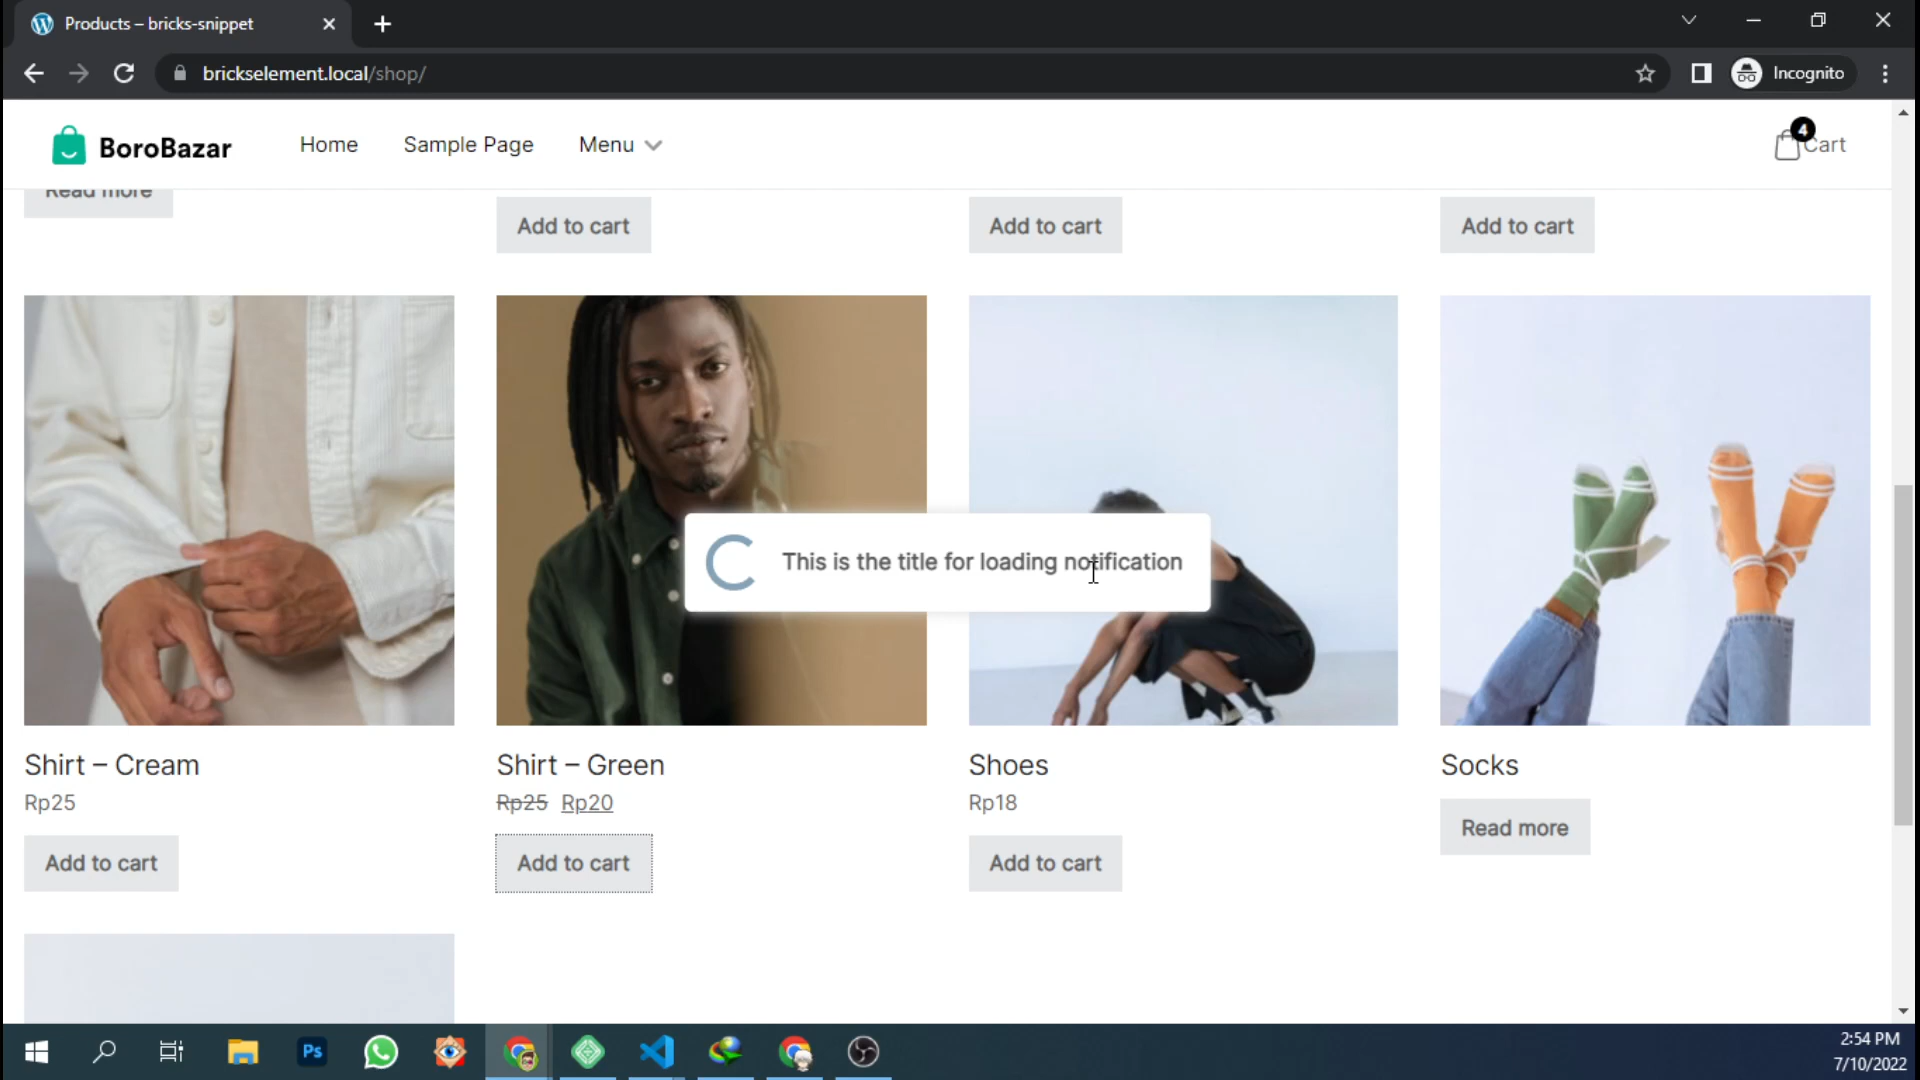 Products – bricks-snippet
brickselement.local/shop/
Incognito
BoroBazar
Home
Sample Page
Menu
4
Cart
Read more
Add to cart
Add to cart
Add to cart
This is the title for loading notification
Shirt – Cream
Rp25
Add to cart
Shirt – Green
Rp25 Rp20
Add to cart
Shoes
Rp18
Add to cart
Socks
Read more
Ps
2:54 PM
7/10/2022